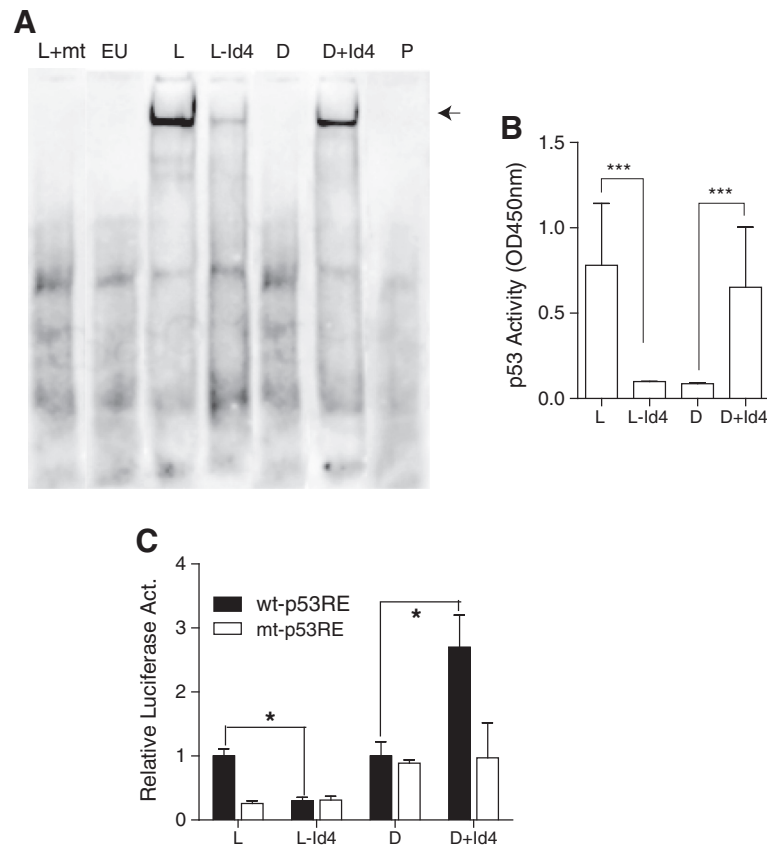 A
L+mt EU L L-Id4 D D+Id4 P
B
p53 Activity (OD450nm)
1.5
1.0
0.5
0.0
***
***
L L-Id4 D D+Id4
C
Relative Luciferase Act.
4
3
2
1
0
wt-p53RE
mt-p53RE
*
*
L L-Id4 D D+Id4